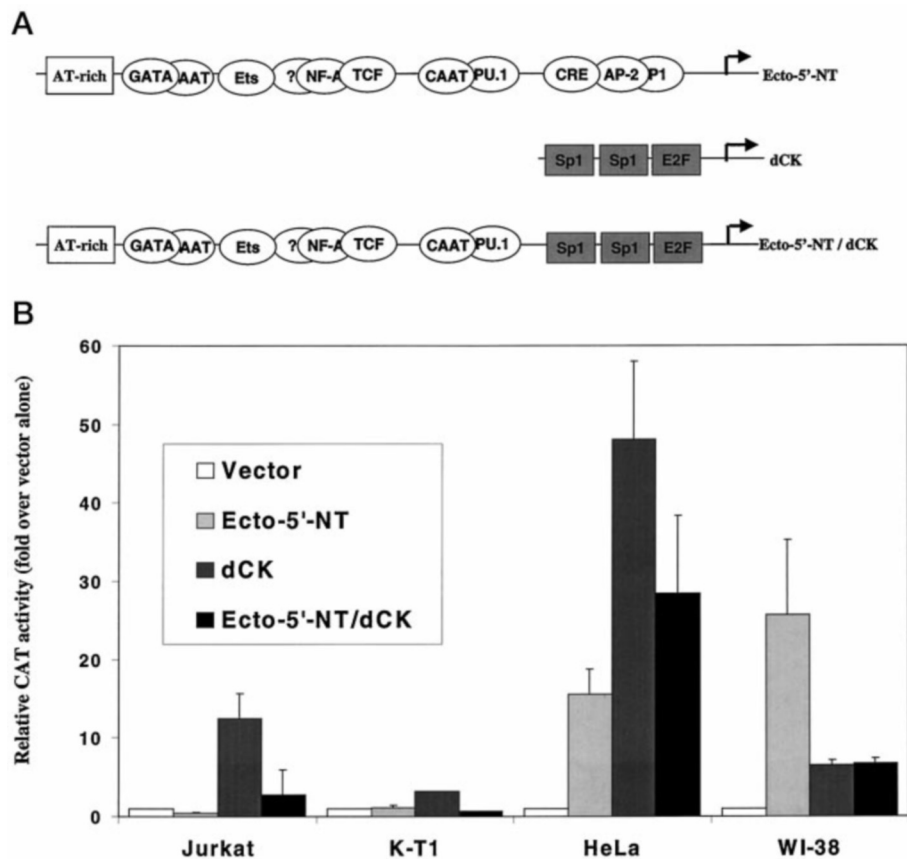 A
AT-rich GATA AAT Ets ? NF-A TCF CAAT PU.1 CRE AP-2 P1 Ecto-5'-NT
Sp1 Sp1 E2F dCK
AT-rich GATA AAT Ets ? NF-A TCF CAAT PU.1 Sp1 Sp1 E2F Ecto-5'-NT / dCK
B
Relative CAT activity (fold over vector alone)
60
50
40
30
20
10
0
Vector
Ecto-5'-NT
dCK
Ecto-5'-NT/dCK
Jurkat K-T1 HeLa WI-38